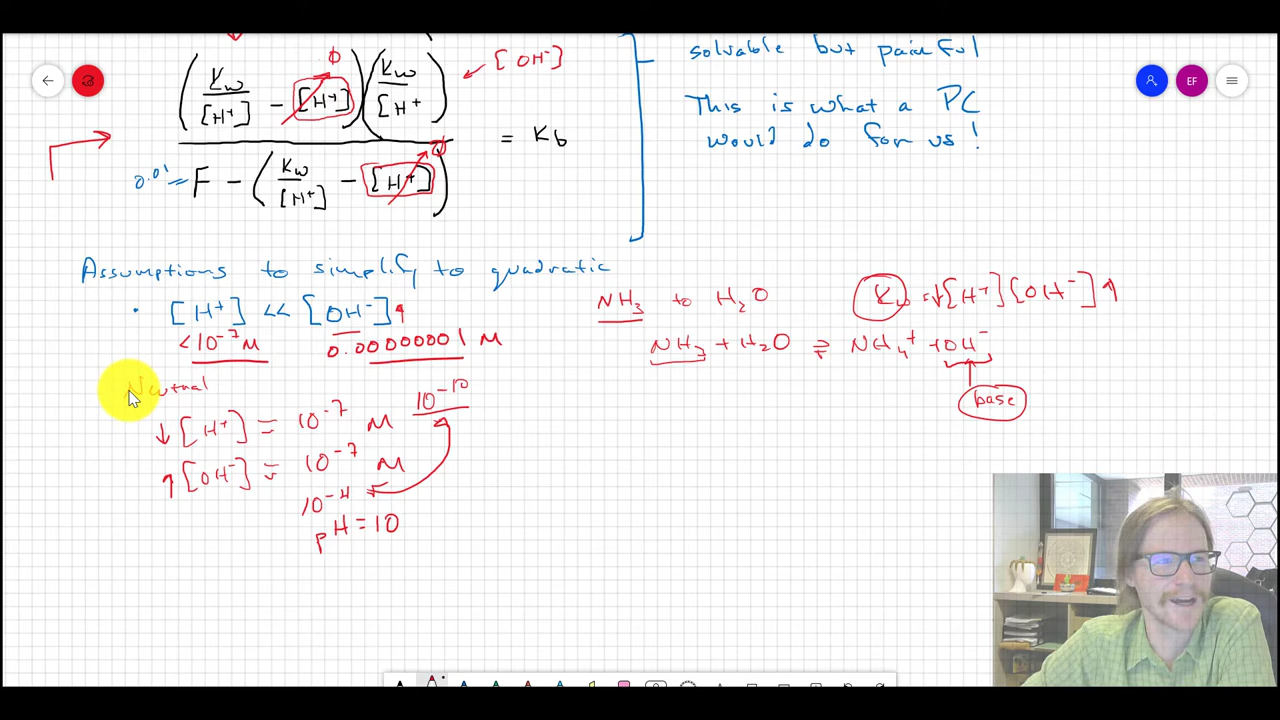 solvable but painful
This is what a PC
would do for us!
(Kw/[H+] - [H+]) (Kw/[H+) = Kb
ϕ
[OH-]
0.01 = F - (Kw/[H+] - [H+])
ϕ
EF
Assumptions to simplify to quadratic
• [H+] << [OH-] ↑
<10⁻⁷ M 0.00000001 M
NH₃ to H₂O
Kw = ↓[H+][OH-]↑
NH₃ + H₂O ⇌ NH₄⁺ + OH⁻
base
Neutral
↓ [H+] = 10⁻⁷ M 10⁻¹⁰
↑ [OH-] = 10⁻⁷ M
10⁻⁴
pH = 10